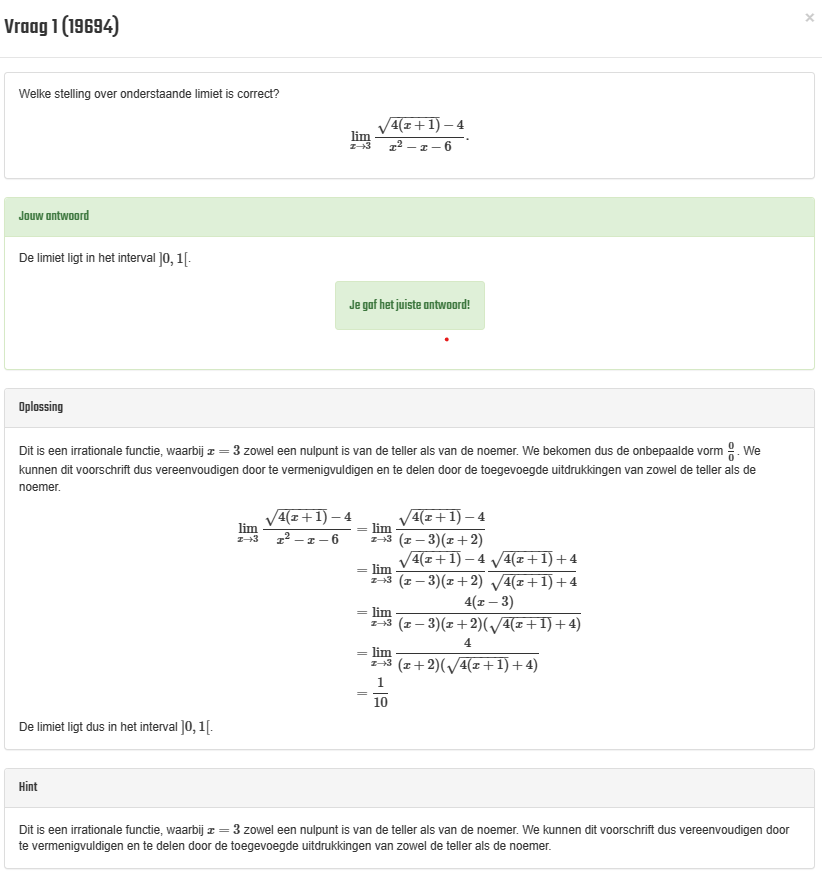 Vraag 1 (19694)
×
Welke stelling over onderstaande limiet is correct?
\lim_{x \to 3} \frac{\sqrt{4(x+1)} - 4}{x^2 - x - 6}.
Jouw antwoord
De limiet ligt in het interval ]0, 1[.
Je gaf het juiste antwoord!
Oplossing
Dit is een irrationale functie, waarbij x = 3 zowel een nulpunt is van de teller als van de noemer. We bekomen dus de onbepaalde vorm \frac{0}{0}. We
kunnen dit voorschrift dus vereenvoudigen door te vermenigvuldigen en te delen door de toegevoegde uitdrukkingen van zowel de teller als de
noemer.
\lim_{x \to 3} \frac{\sqrt{4(x+1)} - 4}{x^2 - x - 6} = \lim_{x \to 3} \frac{\sqrt{4(x+1)} - 4}{(x-3)(x+2)}
= \lim_{x \to 3} \frac{\sqrt{4(x+1)} - 4}{(x-3)(x+2)} \frac{\sqrt{4(x+1)} + 4}{\sqrt{4(x+1)} + 4}
= \lim_{x \to 3} \frac{4(x-3)}{(x-3)(x+2)(\sqrt{4(x+1)} + 4)}
= \lim_{x \to 3} \frac{4}{(x+2)(\sqrt{4(x+1)} + 4)}
= \frac{1}{10}
De limiet ligt dus in het interval ]0, 1[.
Hint
Dit is een irrationale functie, waarbij x = 3 zowel een nulpunt is van de teller als van de noemer. We kunnen dit voorschrift dus vereenvoudigen door
te vermenigvuldigen en te delen door de toegevoegde uitdrukkingen van zowel de teller als de noemer.